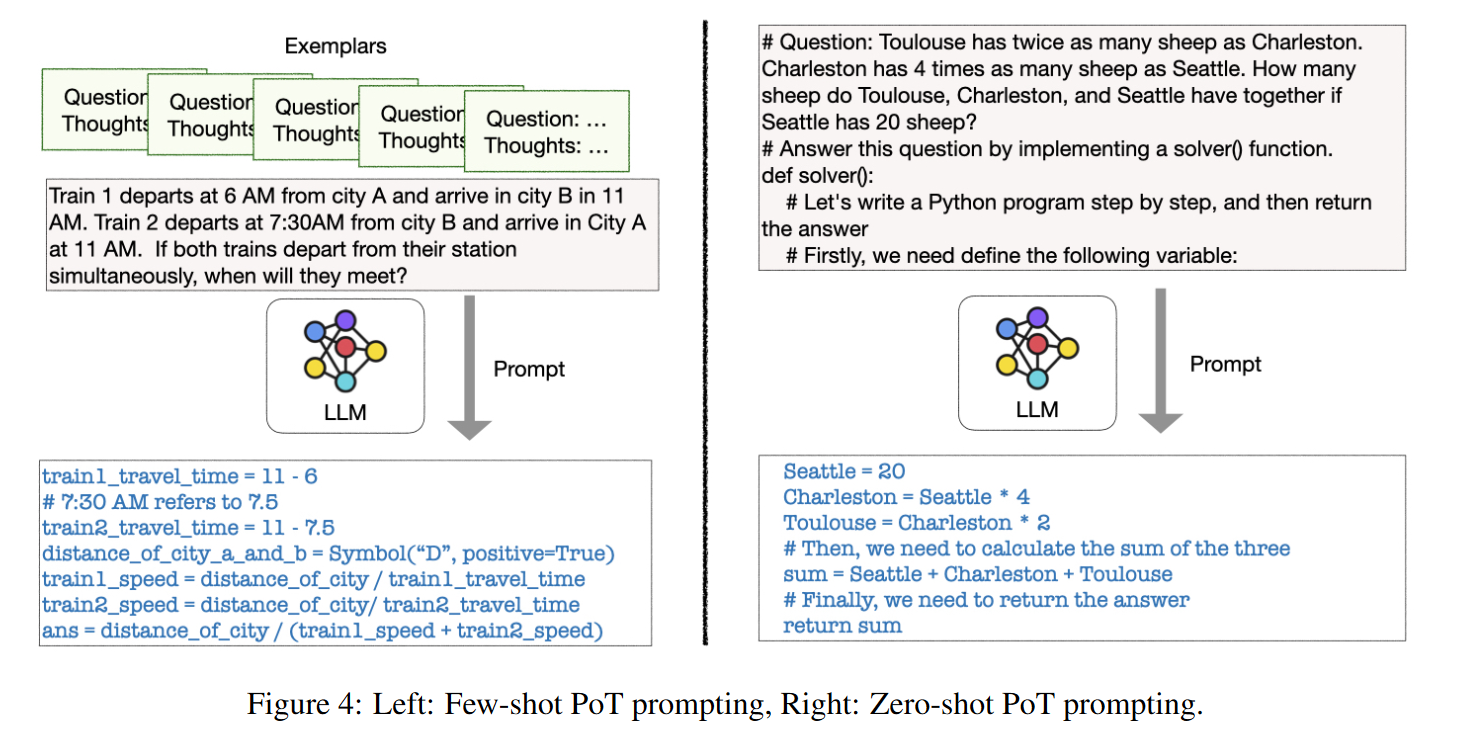 Exemplars
Question
Thoughts
Question
Thoughts
Question
Thoughts
Question
Thoughts
Question: ...
Thoughts: ...
Train 1 departs at 6 AM from city A and arrive in city B in 11
AM. Train 2 departs at 7:30AM from city B and arrive in City A
at 11 AM.  If both trains depart from their station
simultaneously, when will they meet?
LLM
Prompt
train1_travel_time = 11 - 6
# 7:30 AM refers to 7.5
train2_travel_time = 11 - 7.5
distance_of_city_a_and_b = Symbol(“D”, positive=True)
train1_speed = distance_of_city / train1_travel_time
train2_speed = distance_of_city/ train2_travel_time
ans = distance_of_city / (train1_speed + train2_speed)
# Question: Toulouse has twice as many sheep as Charleston.
Charleston has 4 times as many sheep as Seattle. How many
sheep do Toulouse, Charleston, and Seattle have together if
Seattle has 20 sheep?
# Answer this question by implementing a solver() function.
def solver():
# Let's write a Python program step by step, and then return
the answer
# Firstly, we need define the following variable:
LLM
Prompt
Seattle = 20
Charleston = Seattle * 4
Toulouse = Charleston * 2
# Then, we need to calculate the sum of the three
sum = Seattle + Charleston + Toulouse
# Finally, we need to return the answer
return sum
Figure 4: Left: Few-shot PoT prompting, Right: Zero-shot PoT prompting.